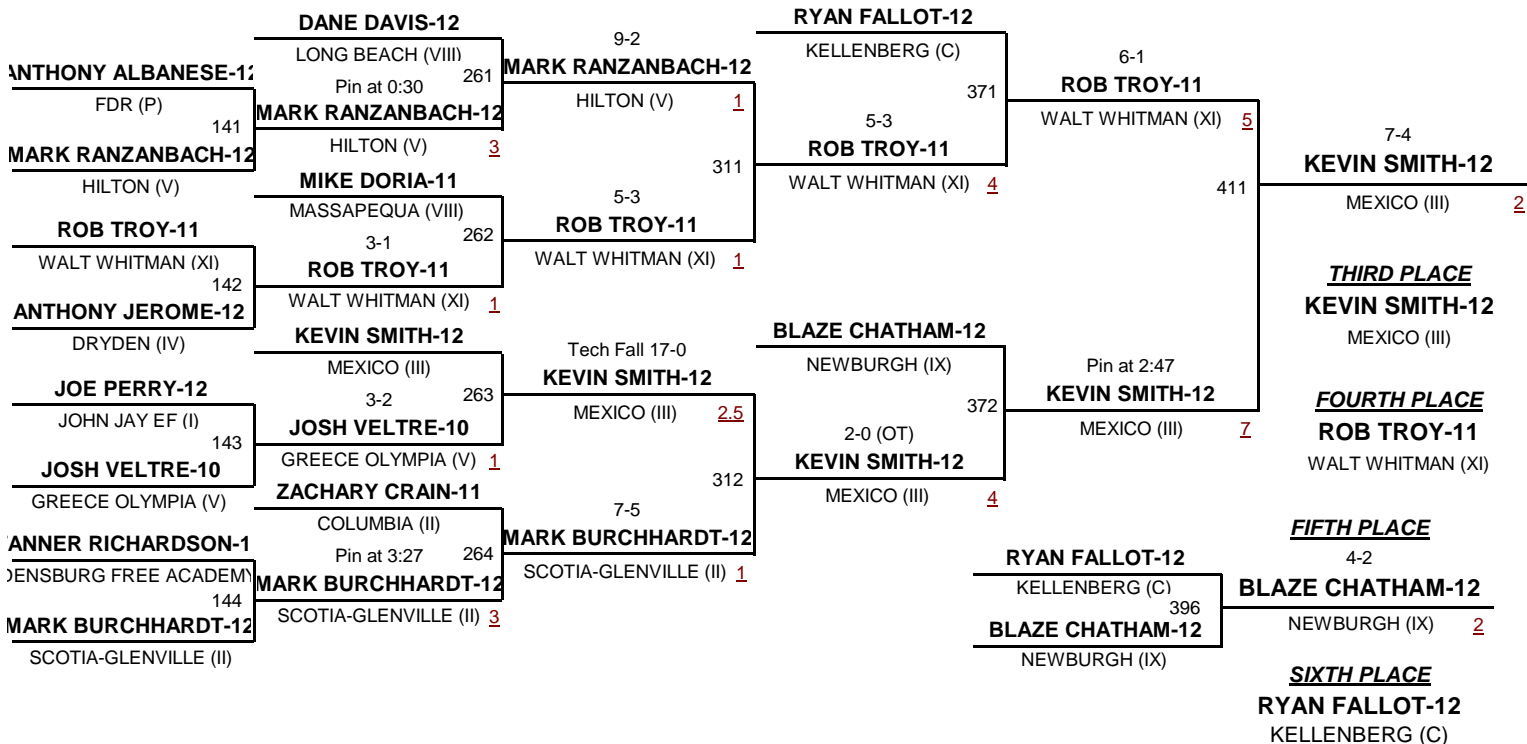 ANTHONY ALBANESE-12
FDR (P)
141
MARK RANZANBACH-12
HILTON (V)
ROB TROY-11
WALT WHITMAN (XI)
142
ANTHONY JEROME-12
DRYDEN (IV)
JOE PERRY-12
JOHN JAY EF (I)
143
JOSH VELTRE-10
GREECE OLYMPIA (V)
ANNER RICHARDSON-1
DENSBURG FREE ACADEMY
144
MARK BURCHHARDT-12
SCOTIA-GLENVILLE (II)
DANE DAVIS-12
LONG BEACH (VIII)
Pin at 0:30
261
MARK RANZANBACH-12
HILTON (V) 3
MIKE DORIA-11
MASSAPEQUA (VIII)
3-1
262
ROB TROY-11
WALT WHITMAN (XI) 1
KEVIN SMITH-12
MEXICO (III)
3-2
263
JOSH VELTRE-10
GREECE OLYMPIA (V) 1
ZACHARY CRAIN-11
COLUMBIA (II)
Pin at 3:27
264
MARK BURCHHARDT-12
SCOTIA-GLENVILLE (II) 3
9-2
MARK RANZANBACH-12
HILTON (V) 1
311
5-3
ROB TROY-11
WALT WHITMAN (XI) 1
Tech Fall 17-0
KEVIN SMITH-12
MEXICO (III) 2.5
312
7-5
MARK BURCHHARDT-12
SCOTIA-GLENVILLE (II) 1
RYAN FALLOT-12
KELLENBERG (C)
371
5-3
ROB TROY-11
WALT WHITMAN (XI) 4
BLAZE CHATHAM-12
NEWBURGH (IX)
372
2-0 (OT)
KEVIN SMITH-12
MEXICO (III) 4
6-1
ROB TROY-11
WALT WHITMAN (XI) 5
411
Pin at 2:47
KEVIN SMITH-12
MEXICO (III) 7
7-4
KEVIN SMITH-12
MEXICO (III) 2
THIRD PLACE
KEVIN SMITH-12
MEXICO (III)
FOURTH PLACE
ROB TROY-11
WALT WHITMAN (XI)
RYAN FALLOT-12
KELLENBERG (C)
396
BLAZE CHATHAM-12
NEWBURGH (IX)
FIFTH PLACE
4-2
BLAZE CHATHAM-12
NEWBURGH (IX) 2
SIXTH PLACE
RYAN FALLOT-12
KELLENBERG (C)